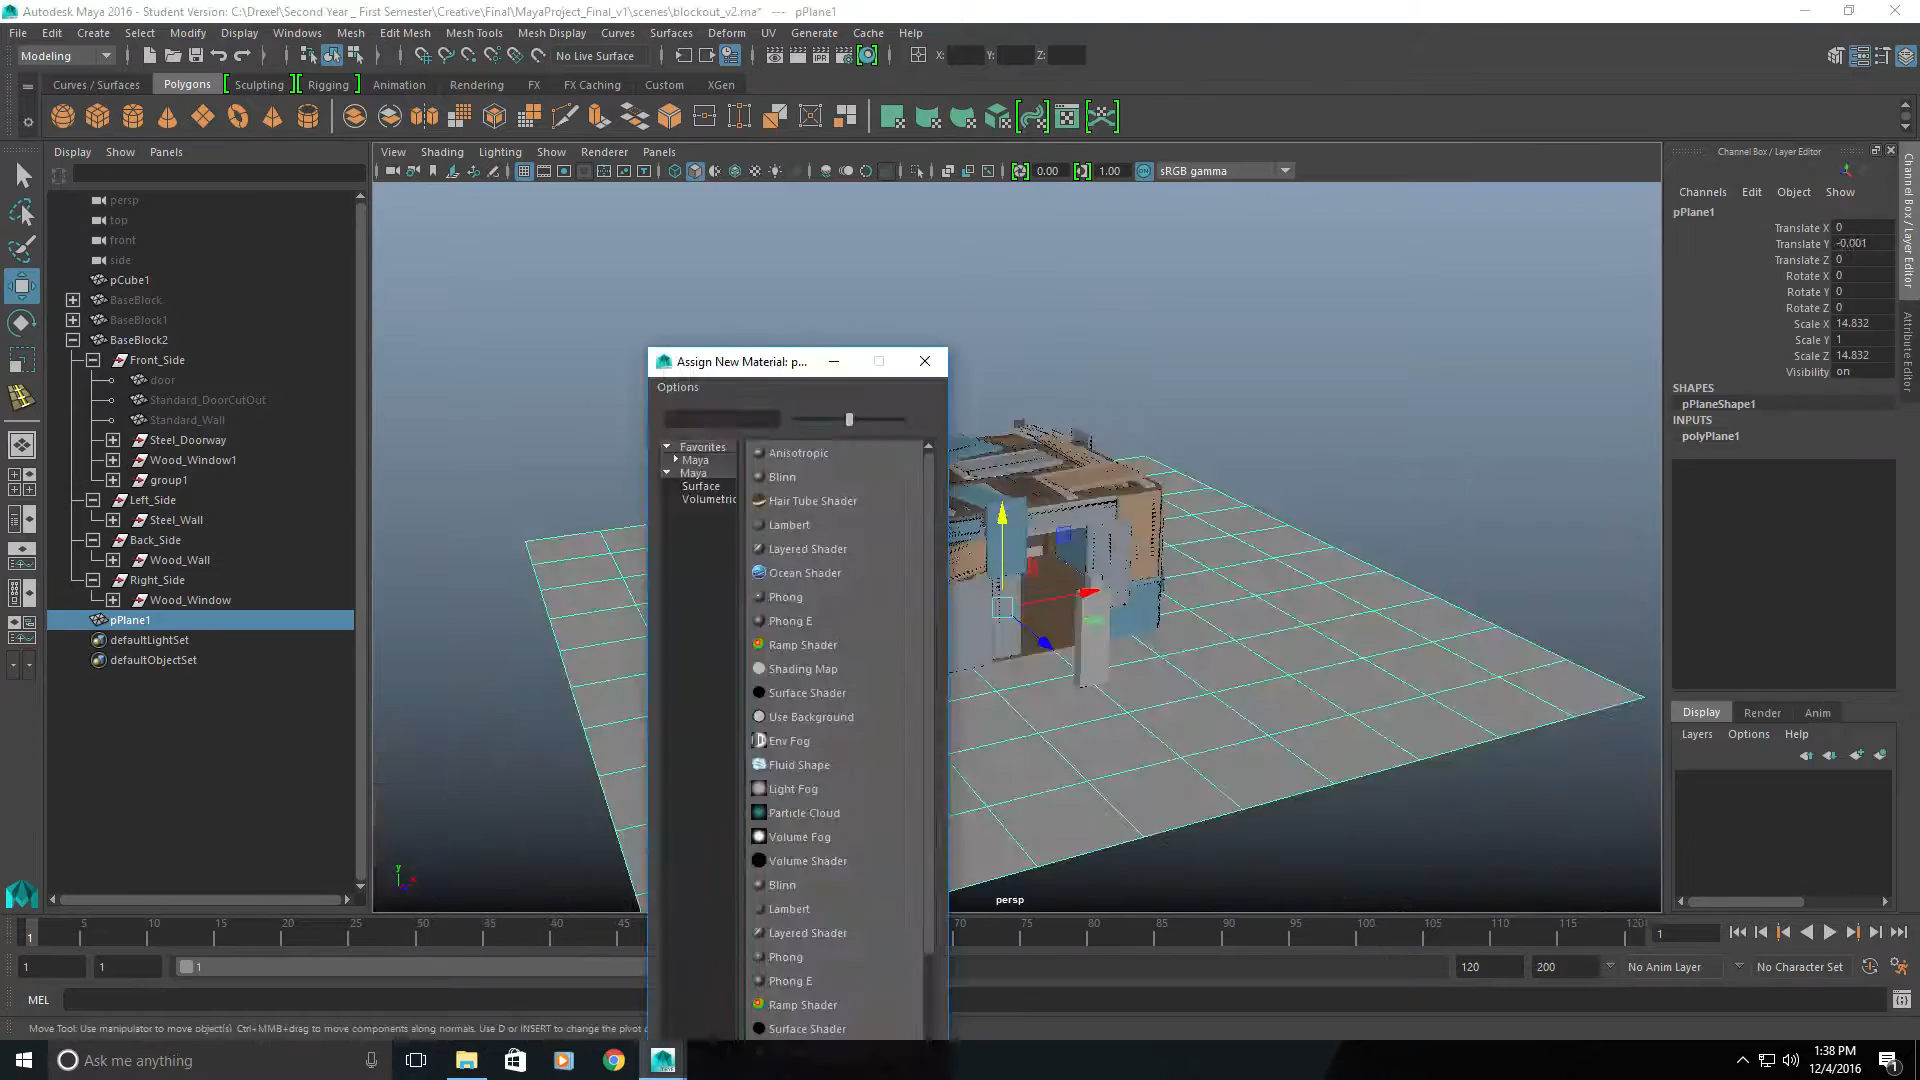 Autodesk Maya 2016 - Student Version: C:\Drexel\Second Year _ First Semester\Creative\Final\MayaProject_Final_v1\scenes\blockout_v2.ma* --- pPlane1
File Edit Create Select Modify Display Windows Mesh Edit Mesh Mesh Tools Mesh Display Curves Surfaces Deform UV Generate Cache Help
Modeling No Live Surface X: Y: Z:
Curves / Surfaces Polygons Sculpting Rigging Animation Rendering FX FX Caching Custom XGen
Display Show Panels
View Shading Lighting Show Renderer Panels
0.00 1.00 sRGB gamma
persp
top
front
side
pCube1
BaseBlock
BaseBlock1
BaseBlock2
Front_Side
door
Standard_DoorCutOut
Standard_Wall
Steel_Doorway
Wood_Window1
group1
Left_Side
Steel_Wall
Back_Side
Wood_Wall
Right_Side
Wood_Window
pPlane1
defaultLightSet
defaultObjectSet
Assign New Material: p...
Options
Favorites
Maya
Maya
Surface
Volumetric
Anisotropic
Blinn
Hair Tube Shader
Lambert
Layered Shader
Ocean Shader
Phong
Phong E
Ramp Shader
Shading Map
Surface Shader
Use Background
Env Fog
Fluid Shape
Light Fog
Particle Cloud
Volume Fog
Volume Shader
Blinn
Lambert
Layered Shader
Phong
Phong E
Ramp Shader
Surface Shader
y
x
persp
Channel Box / Layer Editor
Channels Edit Object Show
pPlane1
Translate X 0
Translate Y -0.001
Translate Z 0
Rotate X 0
Rotate Y 0
Rotate Z 0
Scale X 14.832
Scale Y 1
Scale Z 14.832
Visibility on
SHAPES
pPlaneShape1
INPUTS
polyPlane1
Display Render Anim
Layers Options Help
Channel Box / Layer Editor
Attribute Editor
5 10 15 20 25 30 35 40 45 70 75 80 85 90 95 100 105 110 115 120
1 1
1 1 1 120 200 No Anim Layer No Character Set
MEL
Move Tool: Use manipulator to move object(s). Ctrl+MMB+drag to move components along normals. Use D or INSERT to change the pivot
Ask me anything
1:38 PM
12/4/2016
1